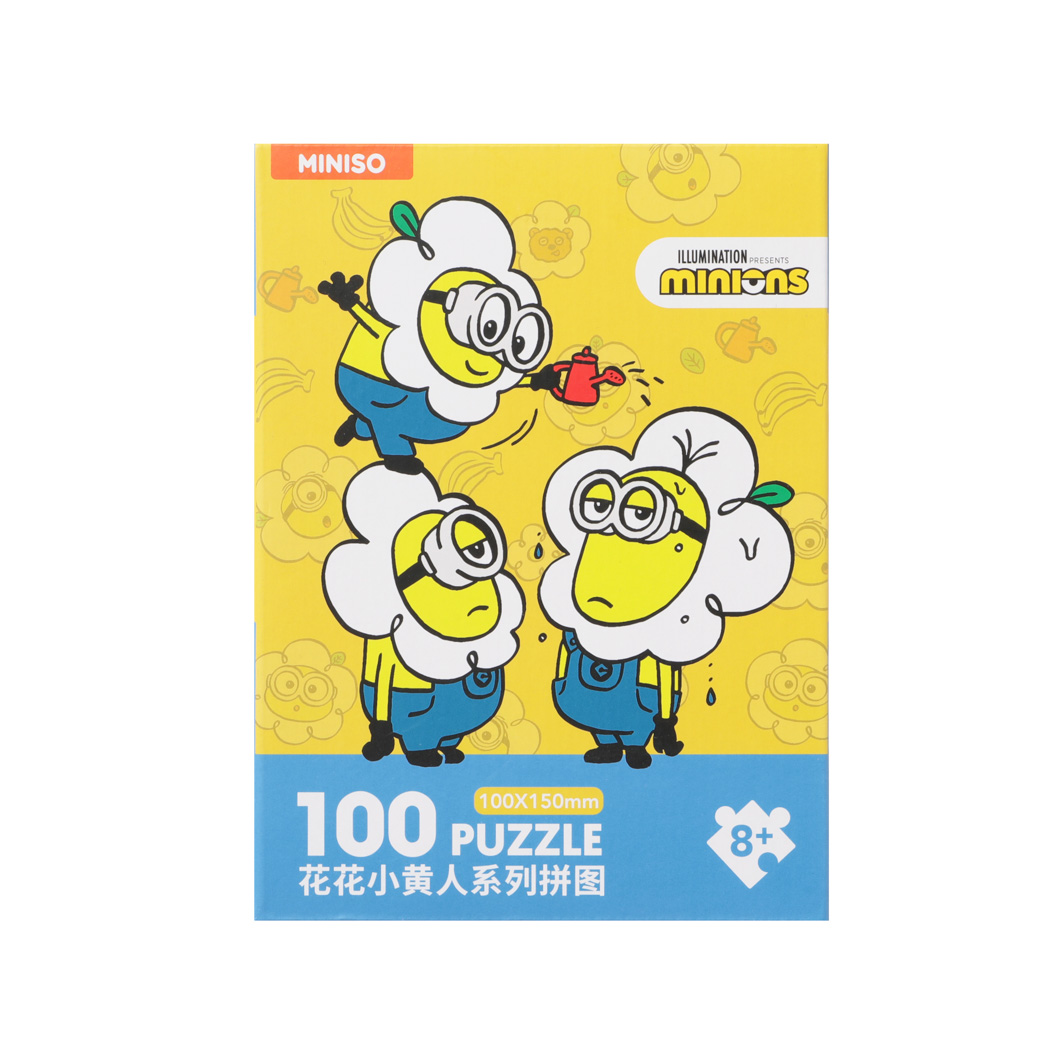 MINISO
ILLUMINATION PRESENTS
minions
100X150mm
100 PUZZLE
花花小黄人系列拼图
8+